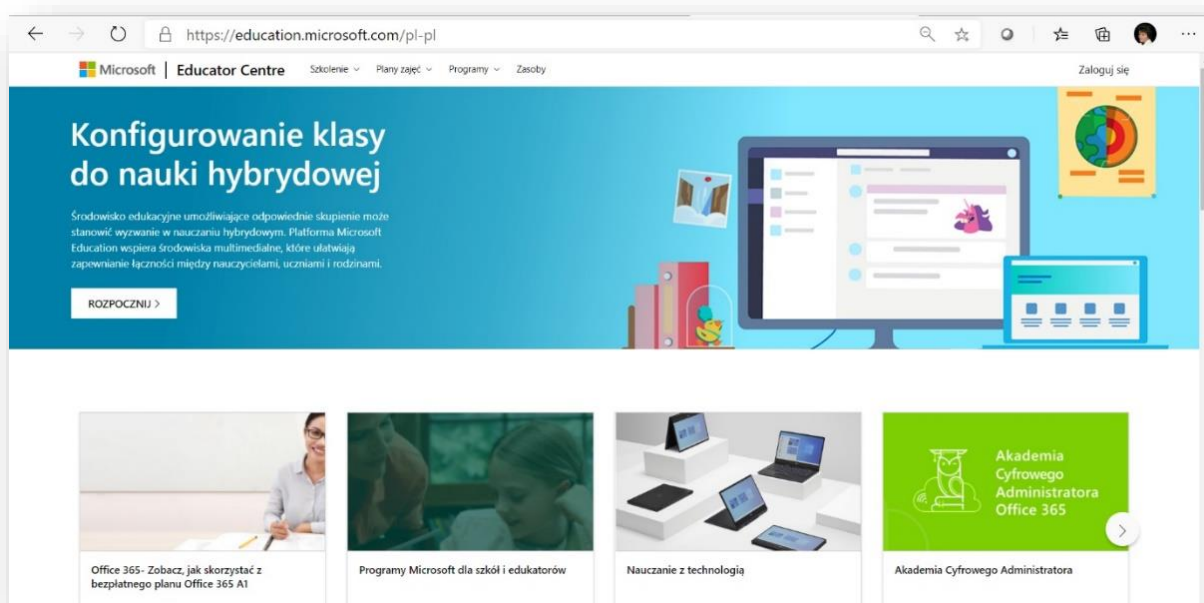 https://education.microsoft.com/pl-pl
Microsoft | Educator Centre Szkolenie Plany zajęć Programy Zasoby Zaloguj się
Konfigurowanie klasy
do nauki hybrydowej
Środowisko edukacyjne umożliwiające odpowiednie skupienie może
stanowić wyzwanie w nauczaniu hybrydowym. Platforma Microsoft
Education wspiera środowiska multimedialne, które ułatwiają
zapewnianie łączności między nauczycielami, uczniami i rodzinami.
ROZPOCZNIJ >
Akademia
Cyfrowego
Administratora
Office 365
Office 365- Zobacz, jak skorzystać z
bezpłatnego planu Office 365 A1
Programy Microsoft dla szkół i edukatorów
Nauczanie z technologią
Akademia Cyfrowego Administratora